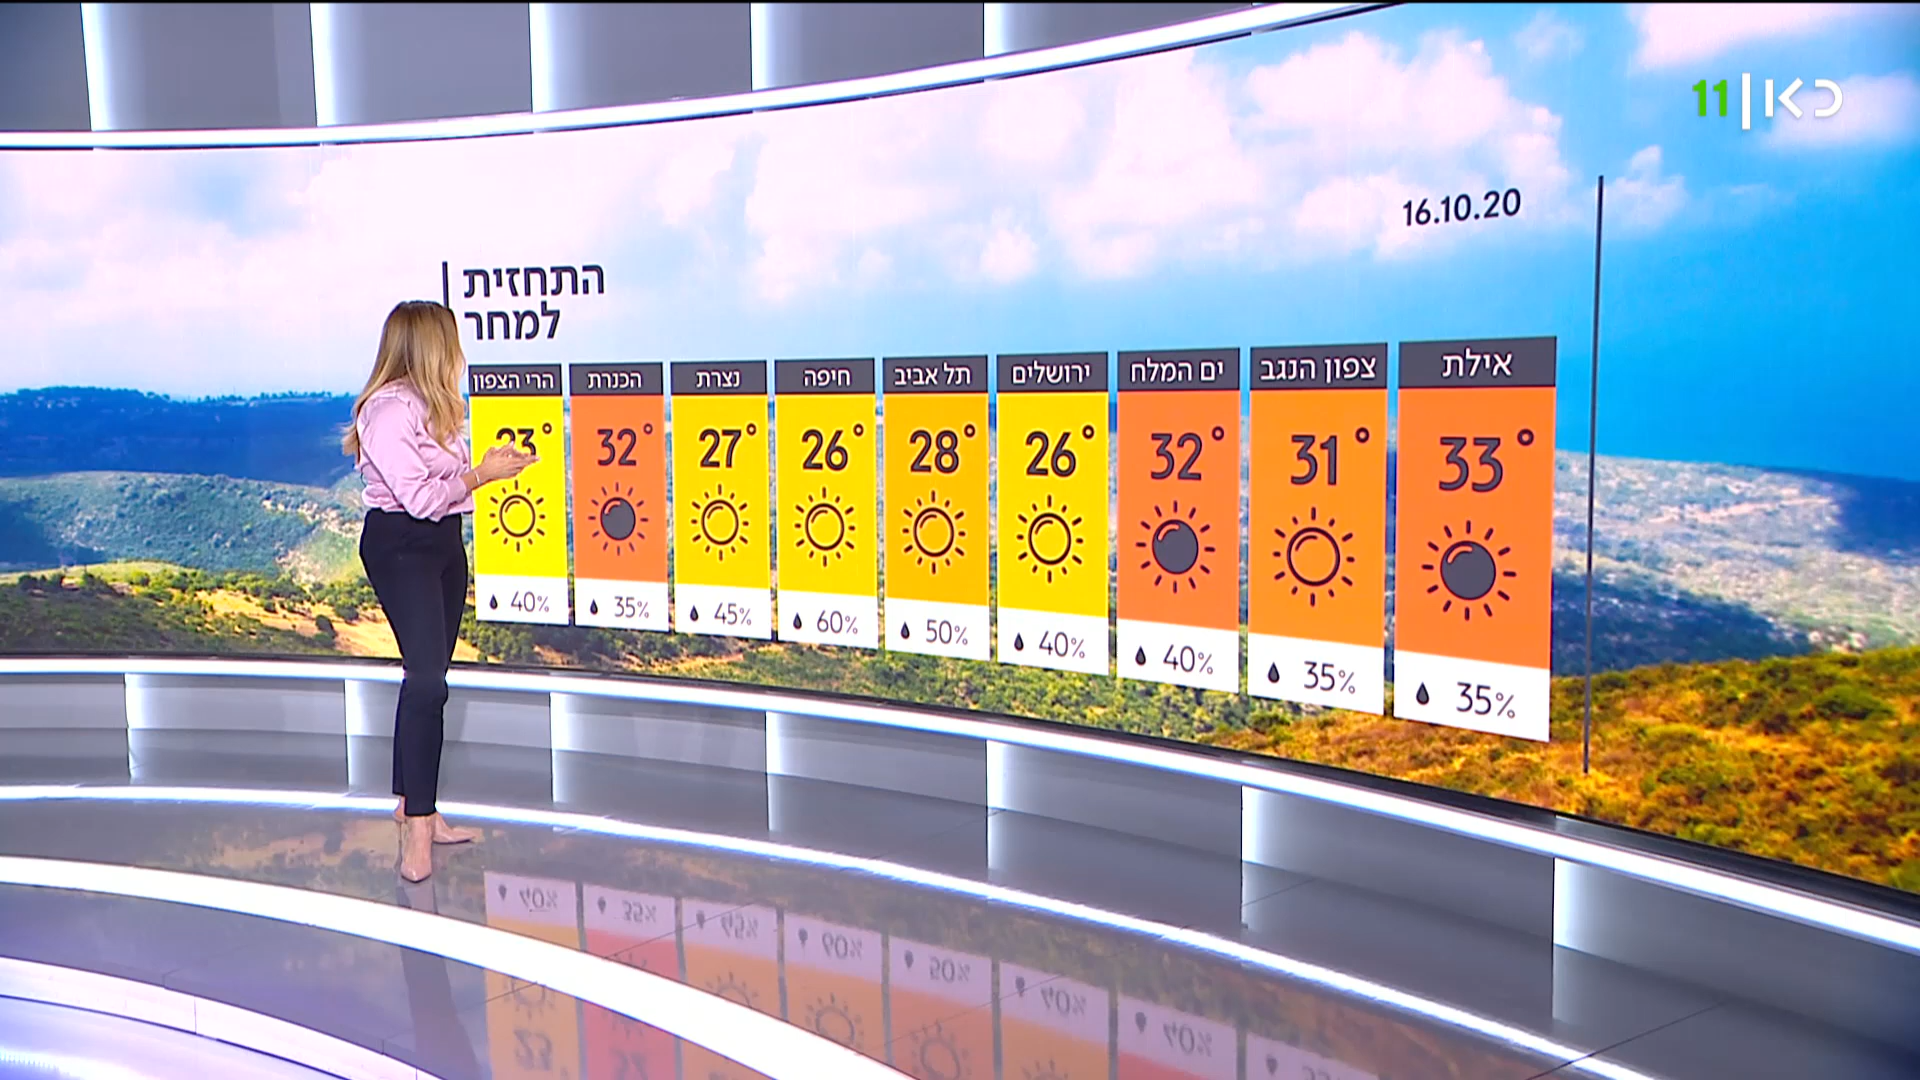 כאן 11
16.10.20
התחזית
למחר
הרי הצפון
23°
40%
הכנרת
32°
35%
נצרת
27°
45%
חיפה
26°
60%
תל אביב
28°
50%
ירושלים
26°
40%
ים המלח
32°
40%
צפון הנגב
31°
35%
אילת
33°
35%